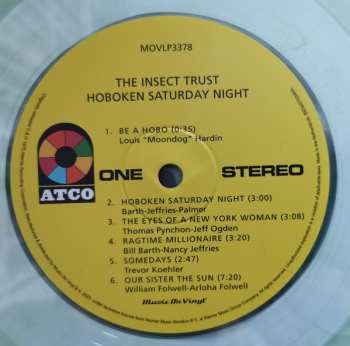 MOVLP3378
THE INSECT TRUST
HOBOKEN SATURDAY NIGHT
1. BE A HOBO (0:35)
Louis "Moondog" Hardin
ATCO
ONE
STEREO
2. HOBOKEN SATURDAY NIGHT (3:00)
Barth-Jeffries-Palmer
3. THE EYES OF A NEW YORK WOMAN (3:08)
Thomas Pynchon-Jeff Ogden
4. RAGTIME MILLIONAIRE (3:20)
Bill Barth-Nancy Jeffries
5. SOMEDAYS (2:47)
Trevor Koehler
6. OUR SISTER THE SUN (7:20)
William Folwell-Arloha Folwell
Music On Vinyl